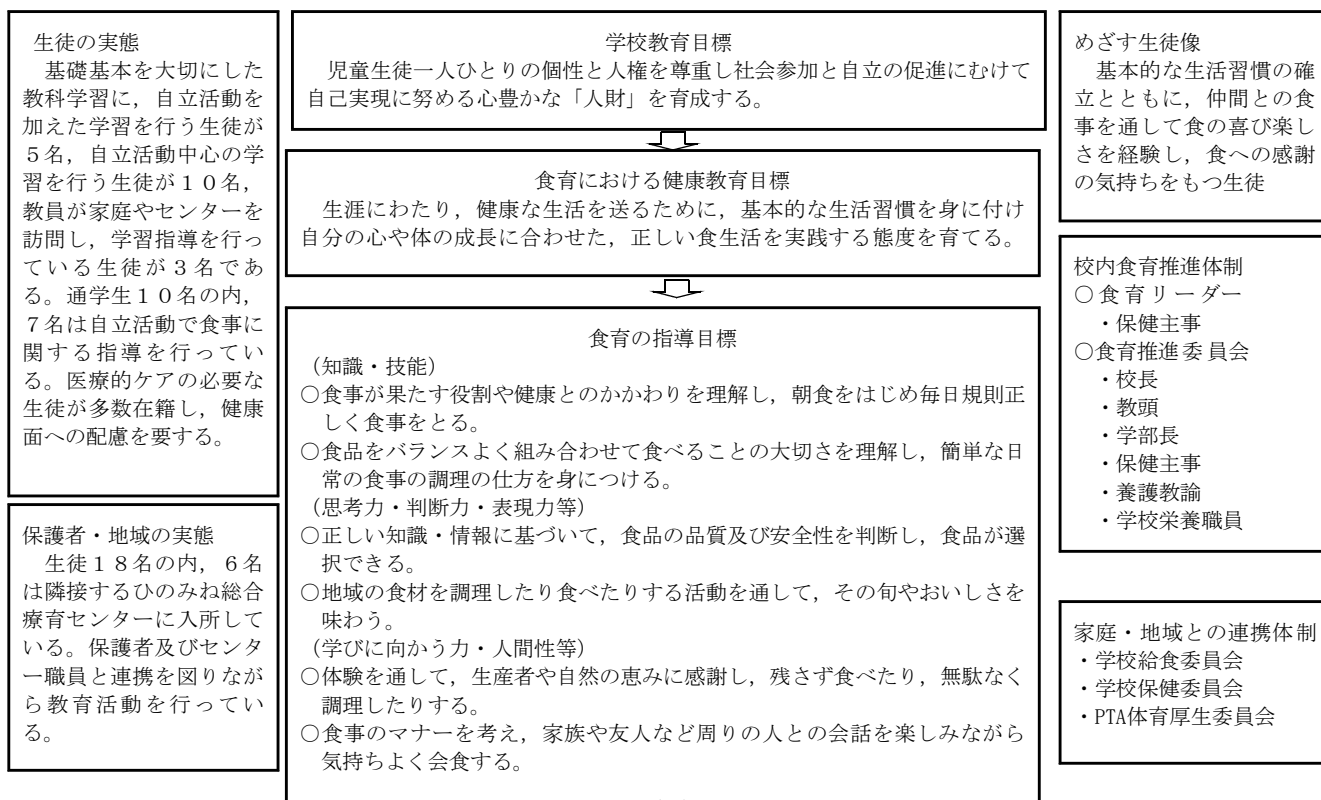 生徒の実態
基礎基本を大切にした
教科学習に，自立活動を
加えた学習を行う生徒が
５名，自立活動中心の学
習を行う生徒が１０名，
教員が家庭やセンターを
訪問し，学習指導を行っ
ている生徒が３名であ
る。通学生１０名の内，
７名は自立活動で食事に
関する指導を行ってい
る。医療的ケアの必要な
生徒が多数在籍し，健康
面への配慮を要する。
保護者・地域の実態
生徒１８名の内，６名
は隣接するひのみね総合
療育センターに入所して
いる。保護者及びセンタ
ー職員と連携を図りなが
ら教育活動を行ってい
る。
学校教育目標
児童生徒一人ひとりの個性と人権を尊重し社会参加と自立の促進にむけて
自己実現に努める心豊かな「人財」を育成する。
食育における健康教育目標
生涯にわたり，健康な生活を送るために，基本的な生活習慣を身に付け
自分の心や体の成長に合わせた，正しい食生活を実践する態度を育てる。
食育の指導目標
（知識・技能）
○食事が果たす役割や健康とのかかわりを理解し，朝食をはじめ毎日規則正
しく食事をとる。
○食品をバランスよく組み合わせて食べることの大切さを理解し，簡単な日
常の食事の調理の仕方を身につける。
（思考力・判断力・表現力等）
○正しい知識・情報に基づいて，食品の品質及び安全性を判断し，食品が選
択できる。
○地域の食材を調理したり食べたりする活動を通して，その旬やおいしさを
味わう。
（学びに向かう力・人間性等）
○体験を通して，生産者や自然の恵みに感謝し，残さず食べたり，無駄なく
調理したりする。
○食事のマナーを考え，家族や友人など周りの人との会話を楽しみながら
気持ちよく会食する。
めざす生徒像
基本的な生活習慣の確
立とともに，仲間との食
事を通して食の喜び楽し
さを経験し，食への感謝
の気持ちをもつ生徒
校内食育推進体制
○食育リーダー
・保健主事
○食育推進委員会
・校長
・教頭
・学部長
・保健主事
・養護教諭
・学校栄養職員
家庭・地域との連携体制
・学校給食委員会
・学校保健委員会
・PTA体育厚生委員会